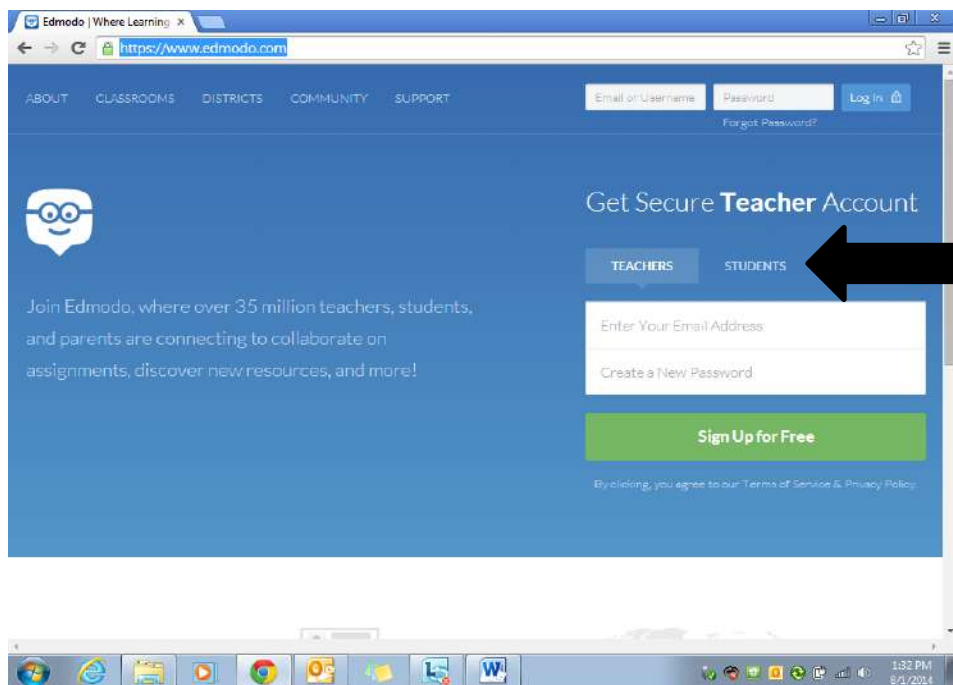 Edmodo | Where Learning
https://www.edmodo.com
ABOUT CLASSROOMS DISTRICTS COMMUNITY SUPPORT
Email or Username Password Log In
Forgot Password?
Get Secure Teacher Account
TEACHERS STUDENTS
Join Edmodo, where over 35 million teachers, students,
and parents are connecting to collaborate on
assignments, discover new resources, and more!
Enter Your Email Address
Create a New Password
Sign Up for Free
By clicking, you agree to our Terms of Service & Privacy Policy.
1:32 PM
8/1/2014